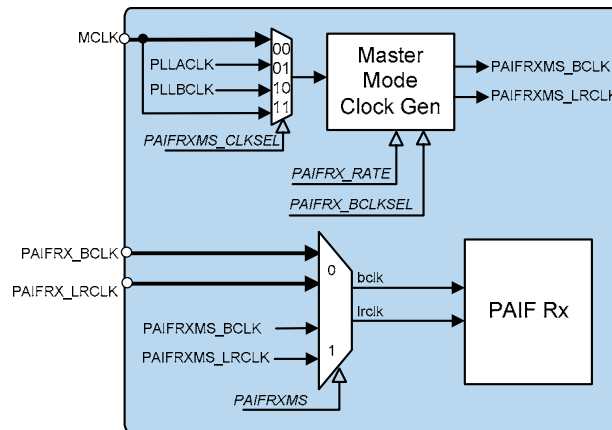 MCLK
00
PLLACLK
01
PLLBCLK
10
11
PAIFRXMS_CLKSEL
Master
Mode
Clock Gen
PAIFRXMS_BCLK
PAIFRXMS_LRCLK
PAIFRX_RATE
PAIFRX_BCLKSEL
PAIFRX_BCLK
PAIFRX_LRCLK
0
bclk
lrclk
PAIF Rx
PAIFRXMS_BCLK
PAIFRXMS_LRCLK
1
PAIFRXMS